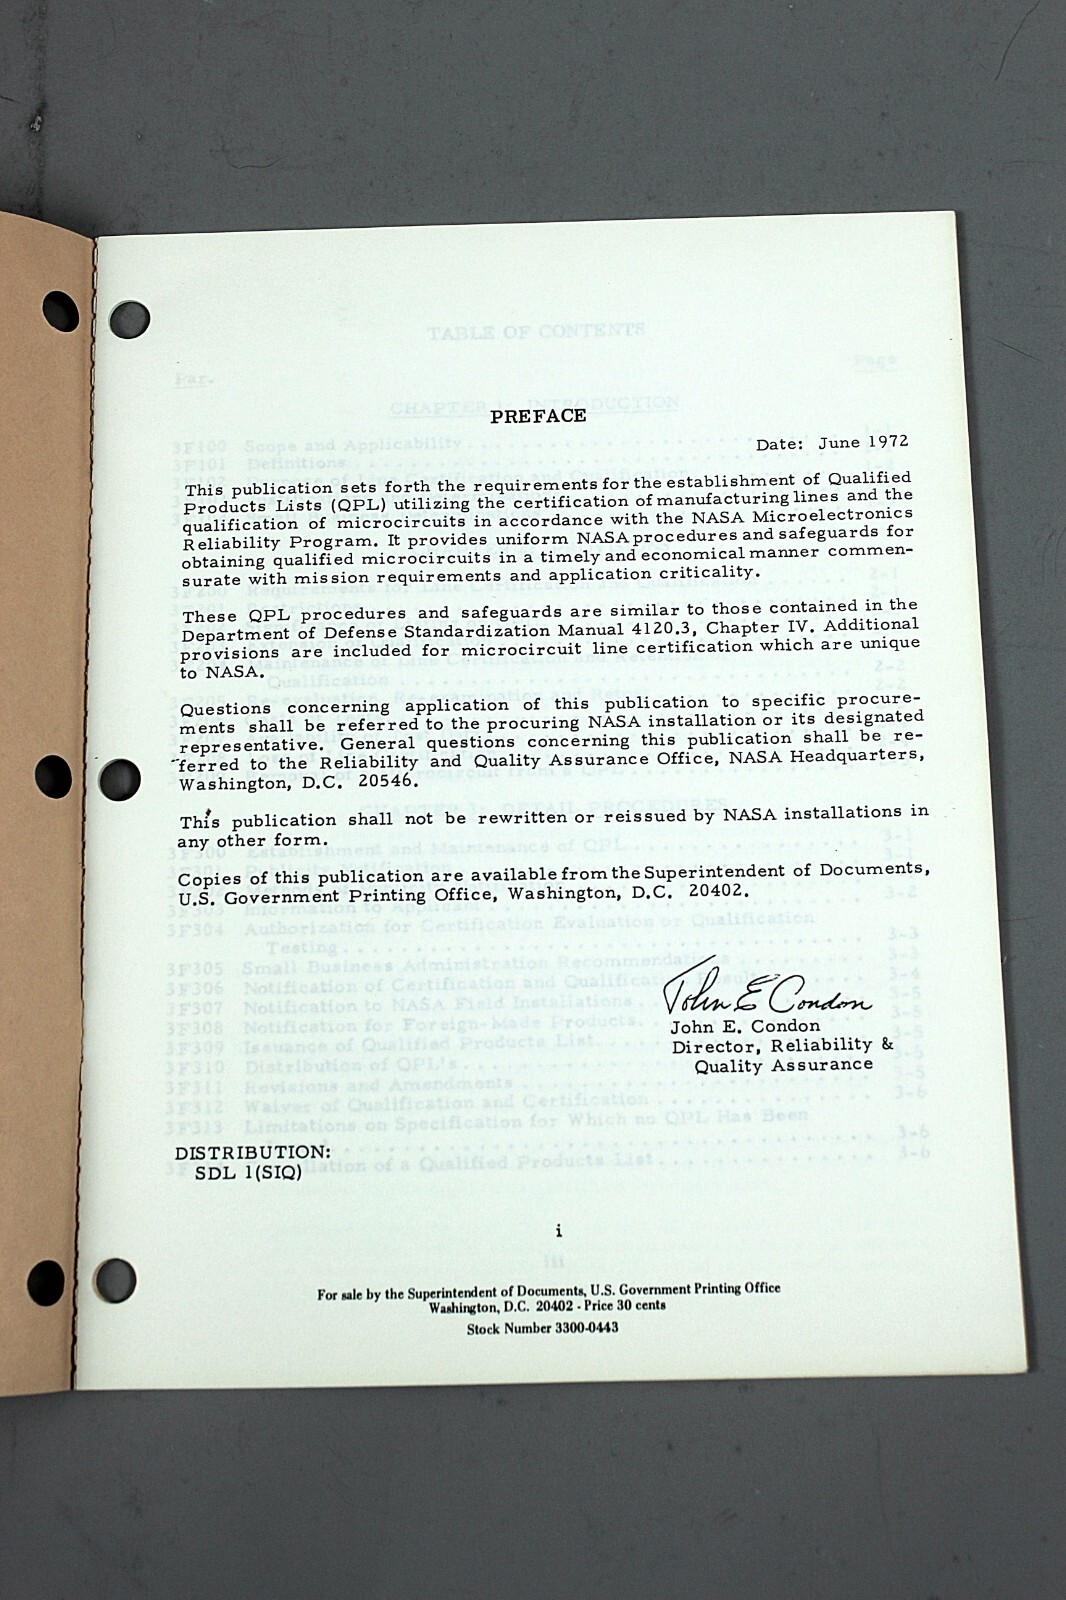 PREFACE
Date: June 1972
This publication sets forth the requirements for the establishment of Qualified
Products Lists (QPL) utilizing the certification of manufacturing lines and the
qualification of microcircuits in accordance with the NASA Microelectronics
Reliability Program. It provides uniform NASA procedures and safeguards for
obtaining qualified microcircuits in a timely and economical manner commen-
surate with mission requirements and application criticality.
These QPL procedures and safeguards are similar to those contained in the
Department of Defense Standardization Manual 4120.3, Chapter IV. Additional
provisions are included for microcircuit line certification which are unique
to NASA.
Questions concerning application of this publication to specific procure-
ments shall be referred to the procuring NASA installation or its designated
representative. General questions concerning this publication shall be re-
ferred to the Reliability and Quality Assurance Office, NASA Headquarters,
Washington, D.C. 20546.
This publication shall not be rewritten or reissued by NASA installations in
any other form.
Copies of this publication are available from the Superintendent of Documents,
U.S. Government Printing Office, Washington, D.C. 20402.
John E Condon
John E. Condon
Director, Reliability &
Quality Assurance
DISTRIBUTION:
SDL 1(SIQ)
i
For sale by the Superintendent of Documents, U.S. Government Printing Office
Washington, D.C. 20402 - Price 30 cents
Stock Number 3300-0443